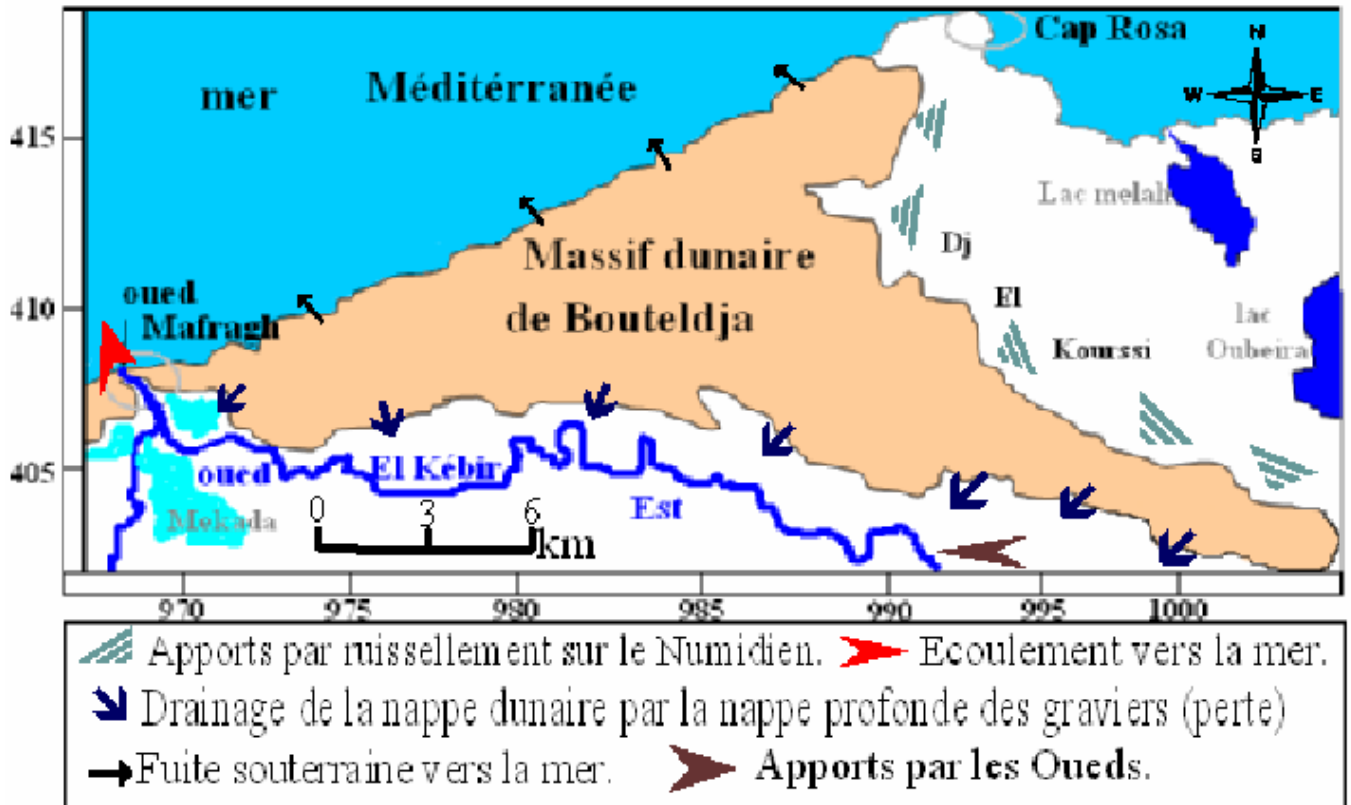 Cap Rosa
N
W E
S
mer Méditérranée
415
Lac melah
Massif dunaire
de Bouteldja
Dj
El
Kourssi
410
oued
Mafragh
lac
Oubeira
405
oued El Kébir
Est
Mekada
0 3 6
km
970 975 980 985 990 995 1000
Apports par ruissellement sur le Numidien. Ecoulement vers la mer.
Drainage de la nappe dunaire par la nappe profonde des graviers (perte)
Fuite souterraine vers la mer. Apports par les Oueds.